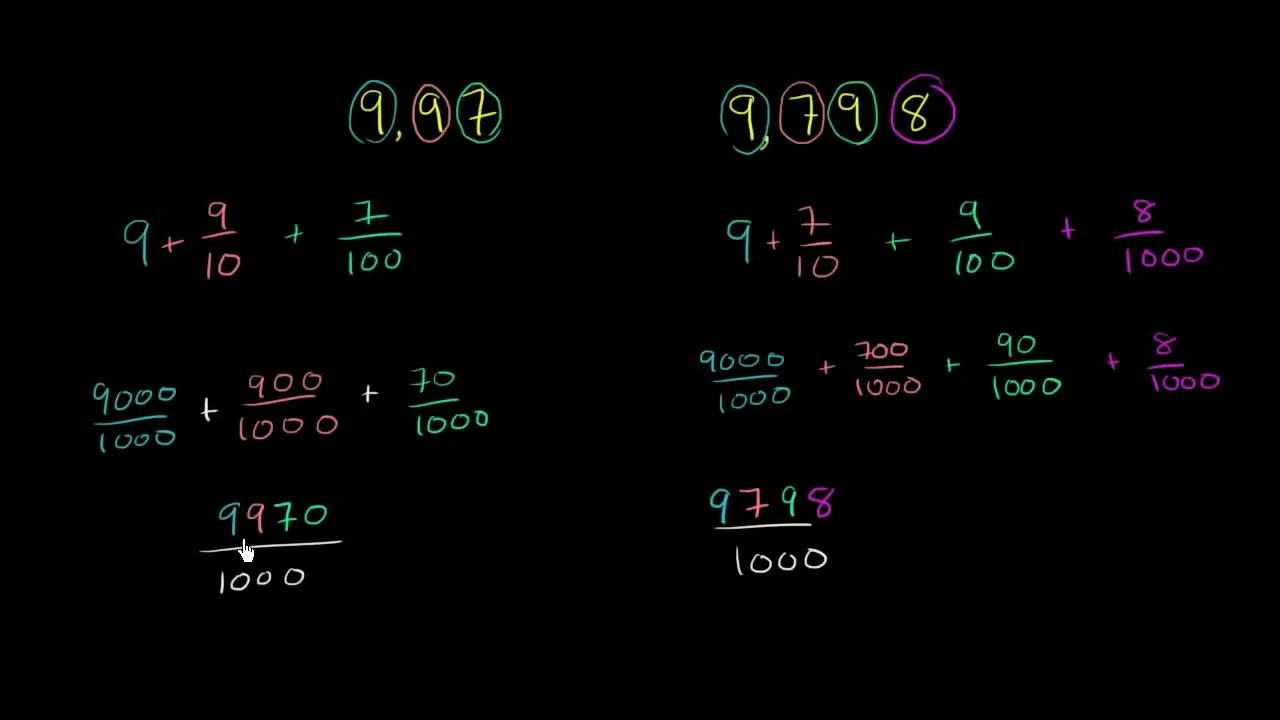 9,97
9 + 9/10 + 7/100
9000/1000 + 900/1000 + 70/1000
9970/1000
9,798
9 + 7/10 + 9/100 + 8/1000
9000/1000 + 700/1000 + 90/1000 + 8/1000
9798/1000